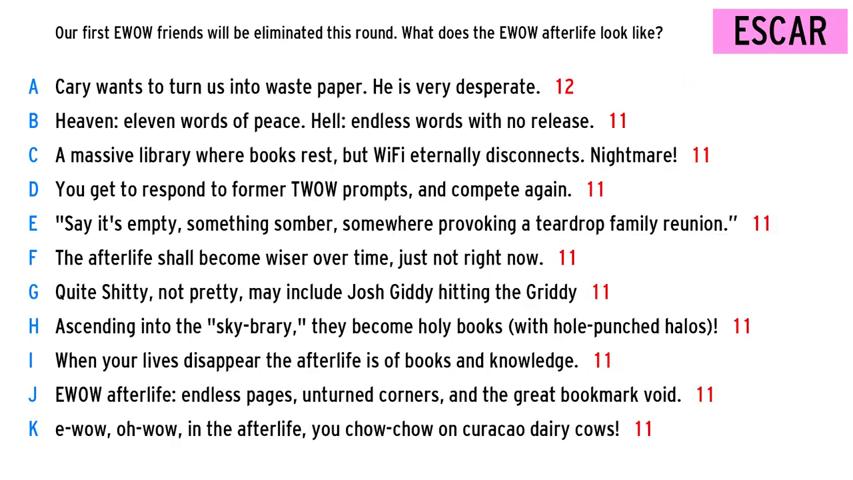 Our first EWOW friends will be eliminated this round. What does the EWOW afterlife look like?
ESCAR
A Cary wants to turn us into waste paper. He is very desperate. 12
B Heaven: eleven words of peace. Hell: endless words with no release. 11
C A massive library where books rest, but WiFi eternally disconnects. Nightmare! 11
D You get to respond to former TWOW prompts, and compete again. 11
E "Say it's empty, something somber, somewhere provoking a teardrop family reunion.” 11
F The afterlife shall become wiser over time, just not right now. 11
G Quite Shitty, not pretty, may include Josh Giddy hitting the Griddy 11
H Ascending into the "sky-brary," they become holy books (with hole-punched halos)! 11
I When your lives disappear the afterlife is of books and knowledge. 11
J EWOW afterlife: endless pages, unturned corners, and the great bookmark void. 11
K e-wow, oh-wow, in the afterlife, you chow-chow on curacao dairy cows! 11